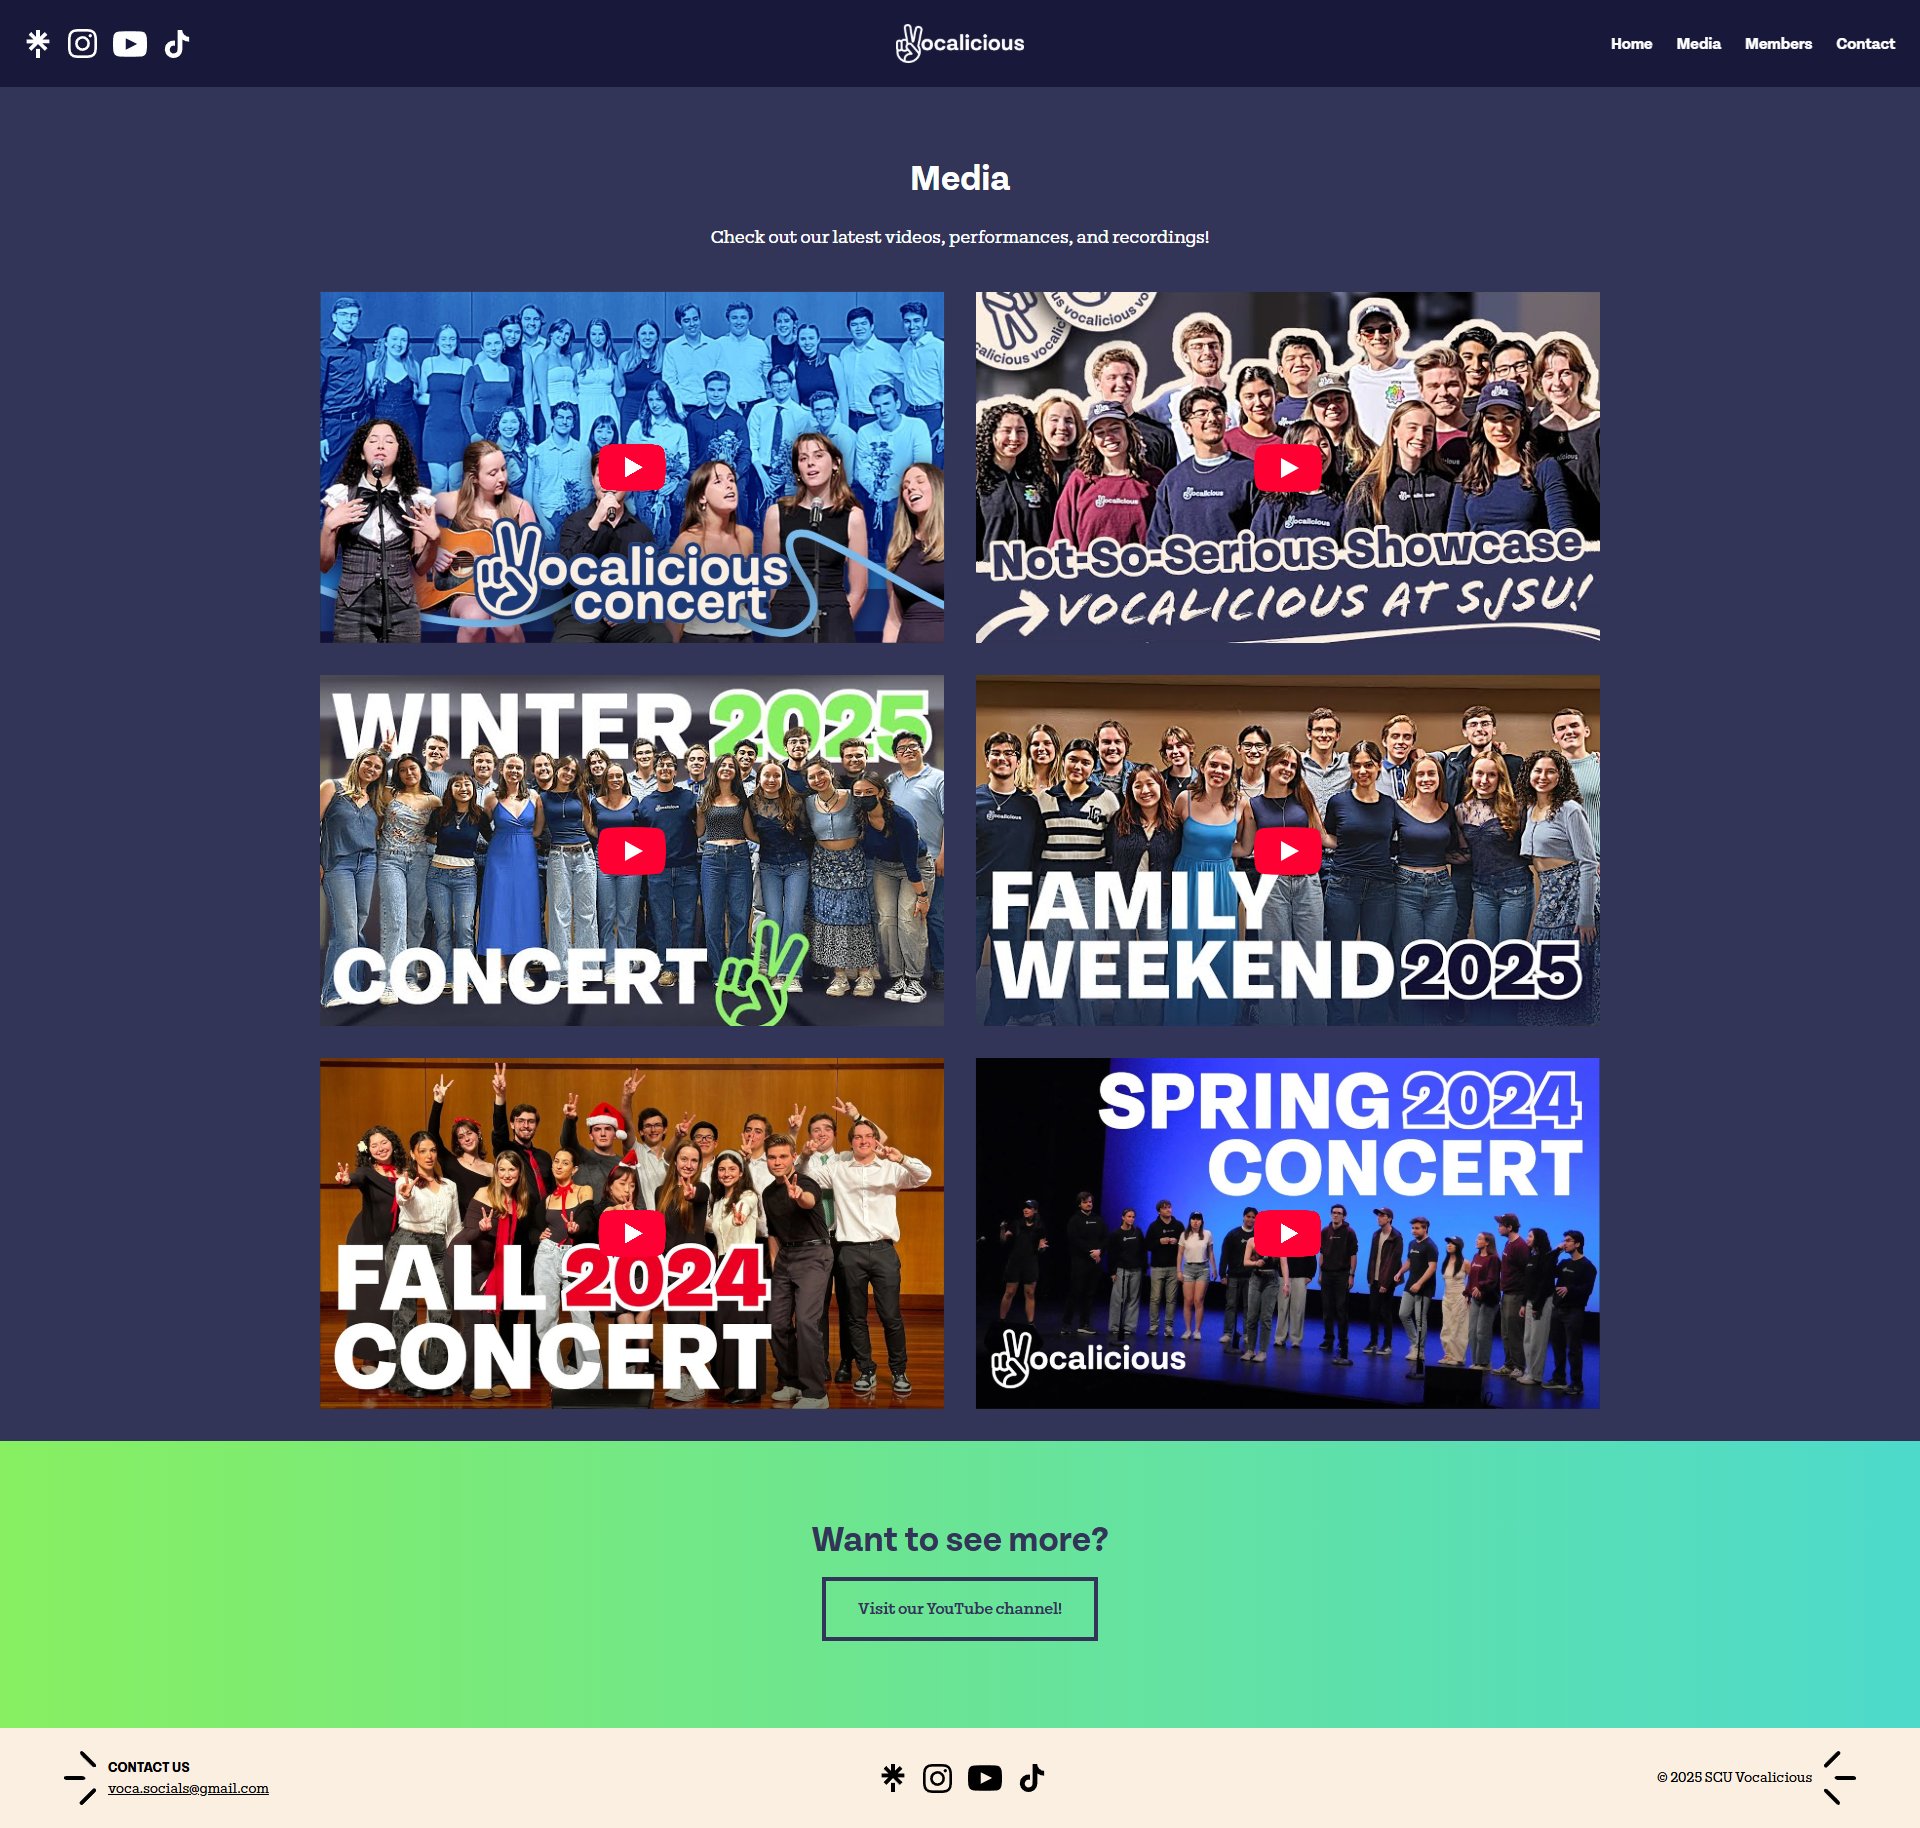 Vocalicious
Home Media Members Contact
Media
Check out our latest videos, performances, and recordings!
Vocalicious
concert
vocalicious vocalicious
Not-So-Serious Showcase
VOCALICIOUS AT SJSU!
WINTER 2025
CONCERT
FAMILY
WEEKEND 2025
FALL 2024
CONCERT
SPRING 2024
CONCERT
Vocalicious
Want to see more?
Visit our YouTube channel!
CONTACT US
voca.socials@gmail.com
© 2025 SCU Vocalicious